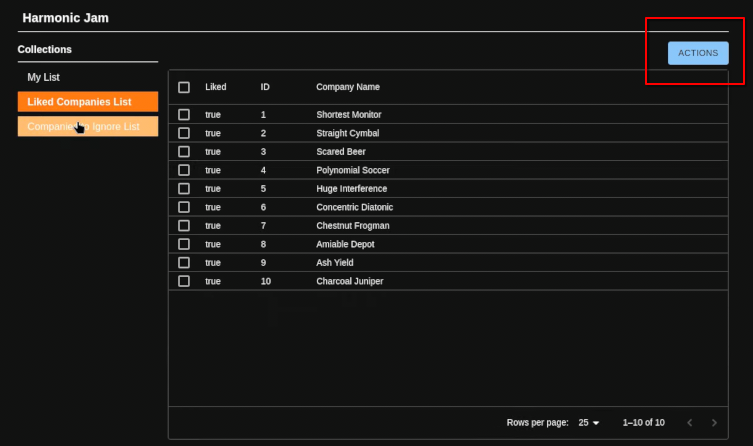 Harmonic Jam
Collections
ACTIONS
My List
Liked Companies List
Companies to Ignore List
Liked ID Company Name
true 1 Shortest Monitor
true 2 Straight Cymbal
true 3 Scared Beer
true 4 Polynomial Soccer
true 5 Huge Interference
true 6 Concentric Diatonic
true 7 Chestnut Frogman
true 8 Amiable Depot
true 9 Ash Yield
true 10 Charcoal Juniper
Rows per page: 25 1–10 of 10